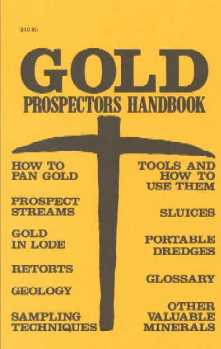 $10.95
GOLD
PROSPECTORS HANDBOOK
HOW TO
PAN GOLD
PROSPECT
STREAMS
GOLD
IN LODE
RETORTS
GEOLOGY
SAMPLING
TECHNIQUES
TOOLS AND
HOW TO
USE THEM
SLUICES
PORTABLE
DREDGES
GLOSSARY
OTHER
VALUABLE
MINERALS